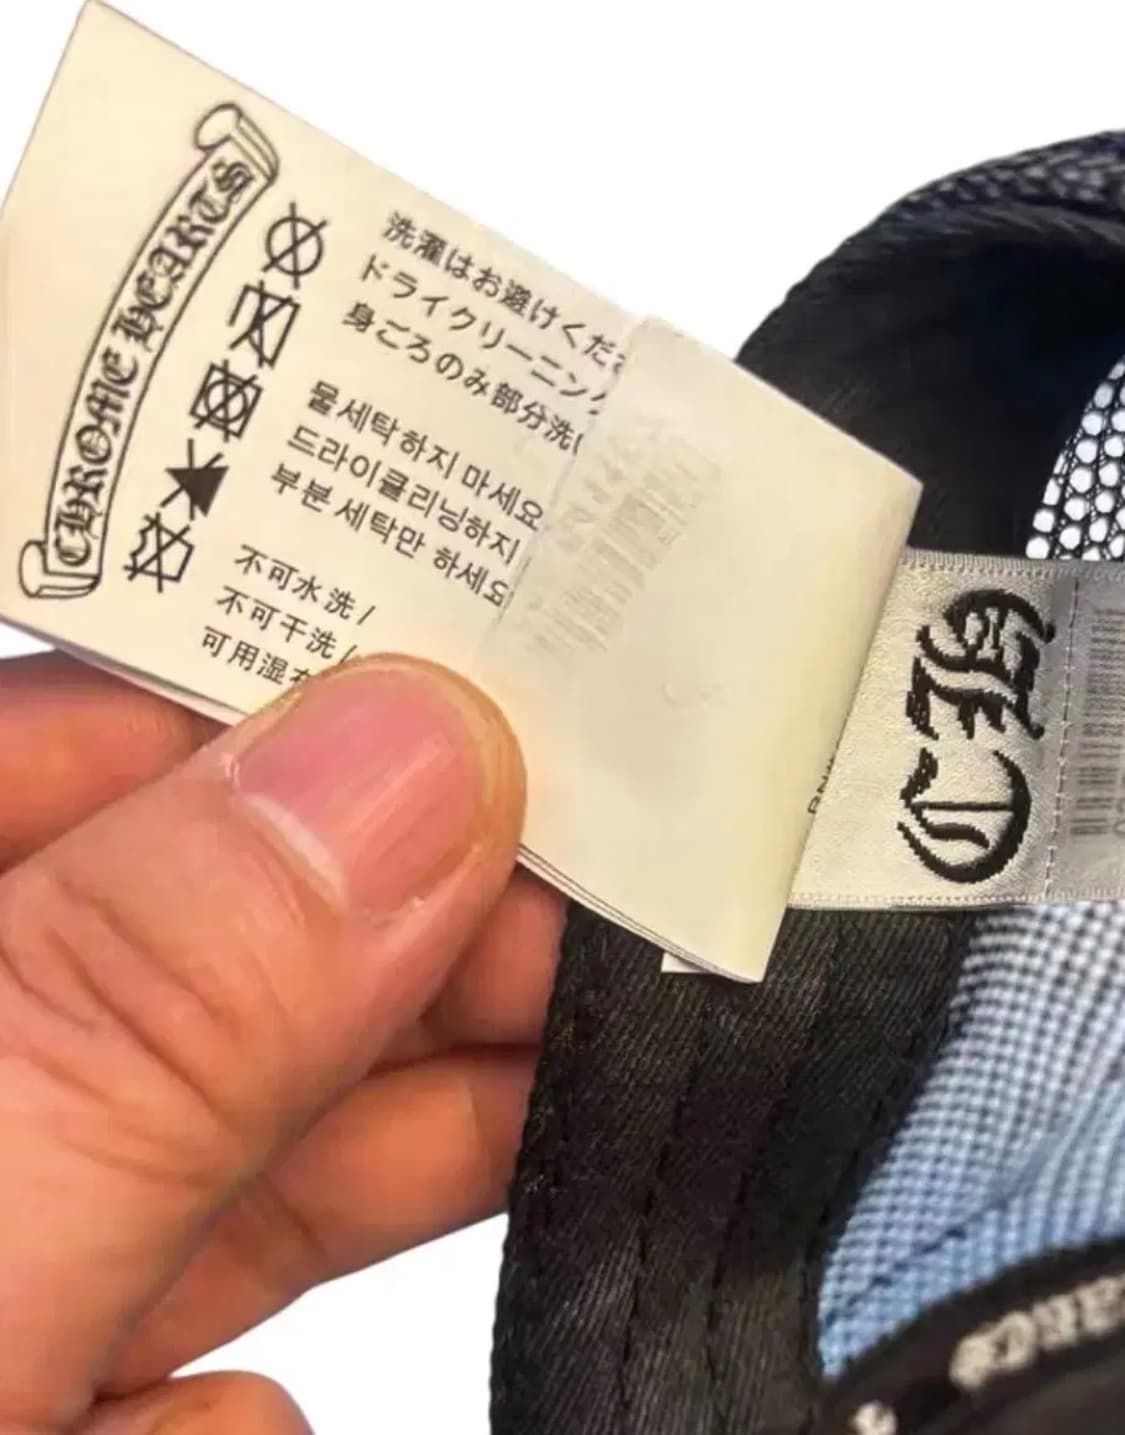 CHROME HEARTS
洗濯はお避けくださ
ドライクリーニン
身ごろのみ部分洗
물세탁하지 마세요
드라이클리닝하지
부분 세탁만 하세요
不可水洗/
不可干洗/
可用湿
CH